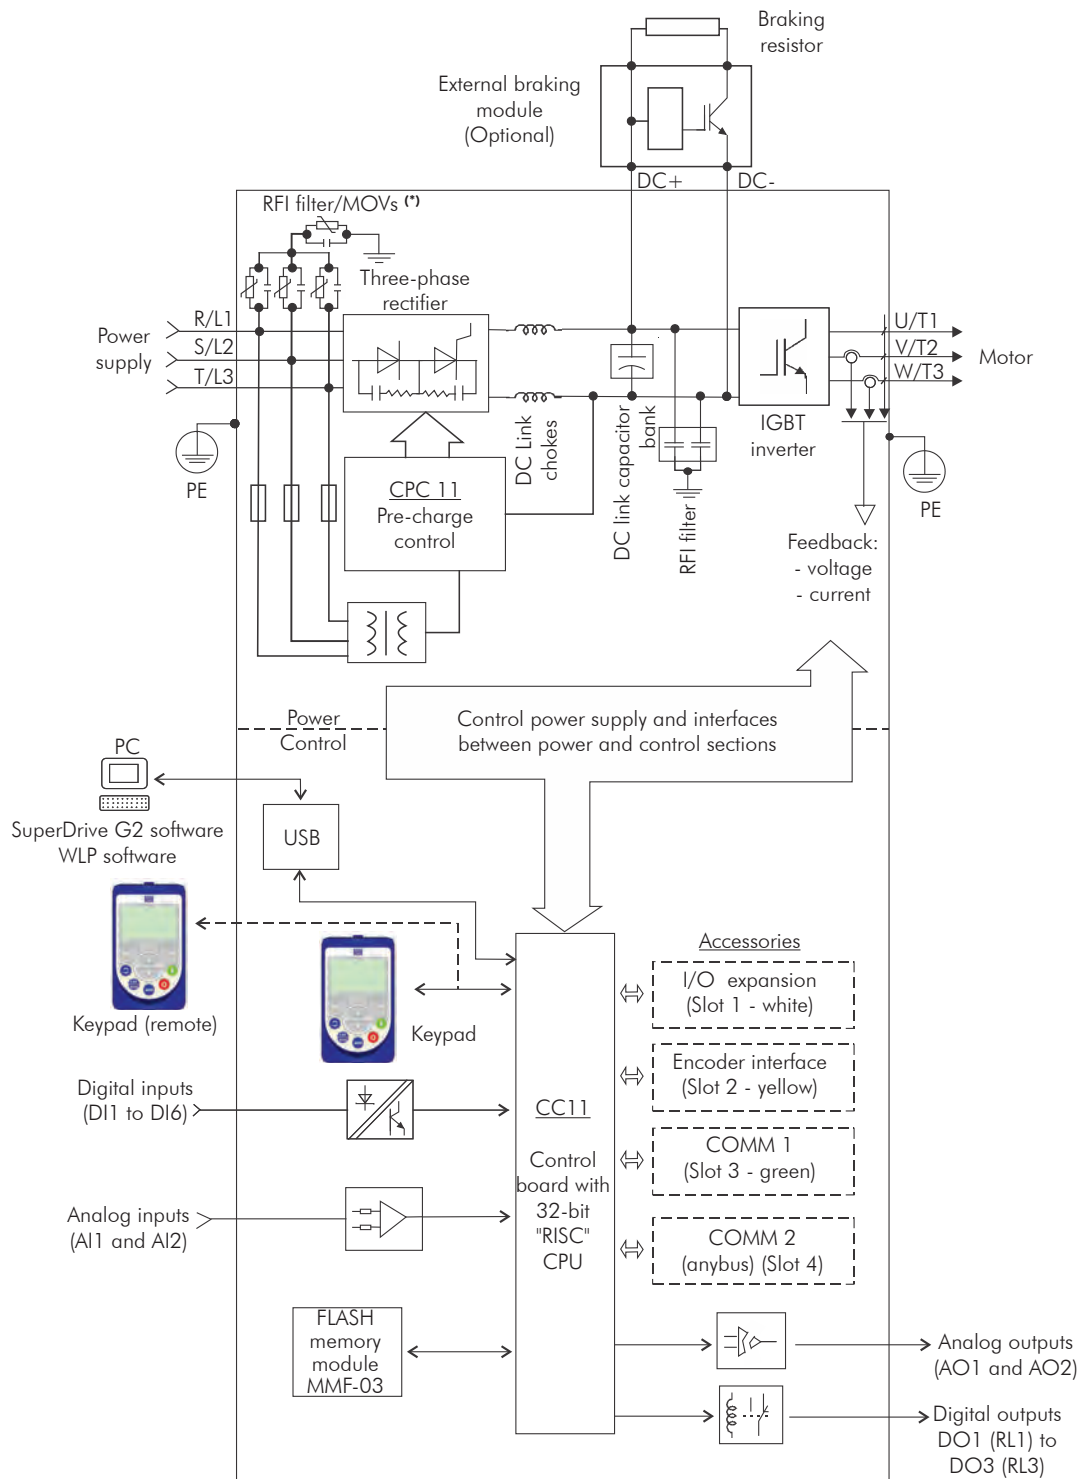 Braking
resistor
External braking
module
(Optional)
DC+
DC-
RFI filter/MOVs (*)
Three-phase
rectifier
R/L1
Power
supply
S/L2
T/L3
U/T1
V/T2
Motor
W/T3
IGBT
inverter
PE
DC Link
chokes
DC link capacitor
bank
RFI filter
PE
CPC 11
Pre-charge
control
Feedback:
- voltage
- current
Power
Control
Control power supply and interfaces
between power and control sections
PC
SuperDrive G2 software
WLP software
USB
Keypad (remote)
Keypad
Accessories
I/O expansion
(Slot 1 - white)
Encoder interface
(Slot 2 - yellow)
COMM 1
(Slot 3 - green)
COMM 2
(anybus) (Slot 4)
Digital inputs
(DI1 to DI6)
CC11
Control
board with
32-bit
"RISC"
CPU
Analog inputs
(AI1 and AI2)
FLASH
memory
module
MMF-03
Analog outputs
(AO1 and AO2)
Digital outputs
DO1 (RL1) to
DO3 (RL3)